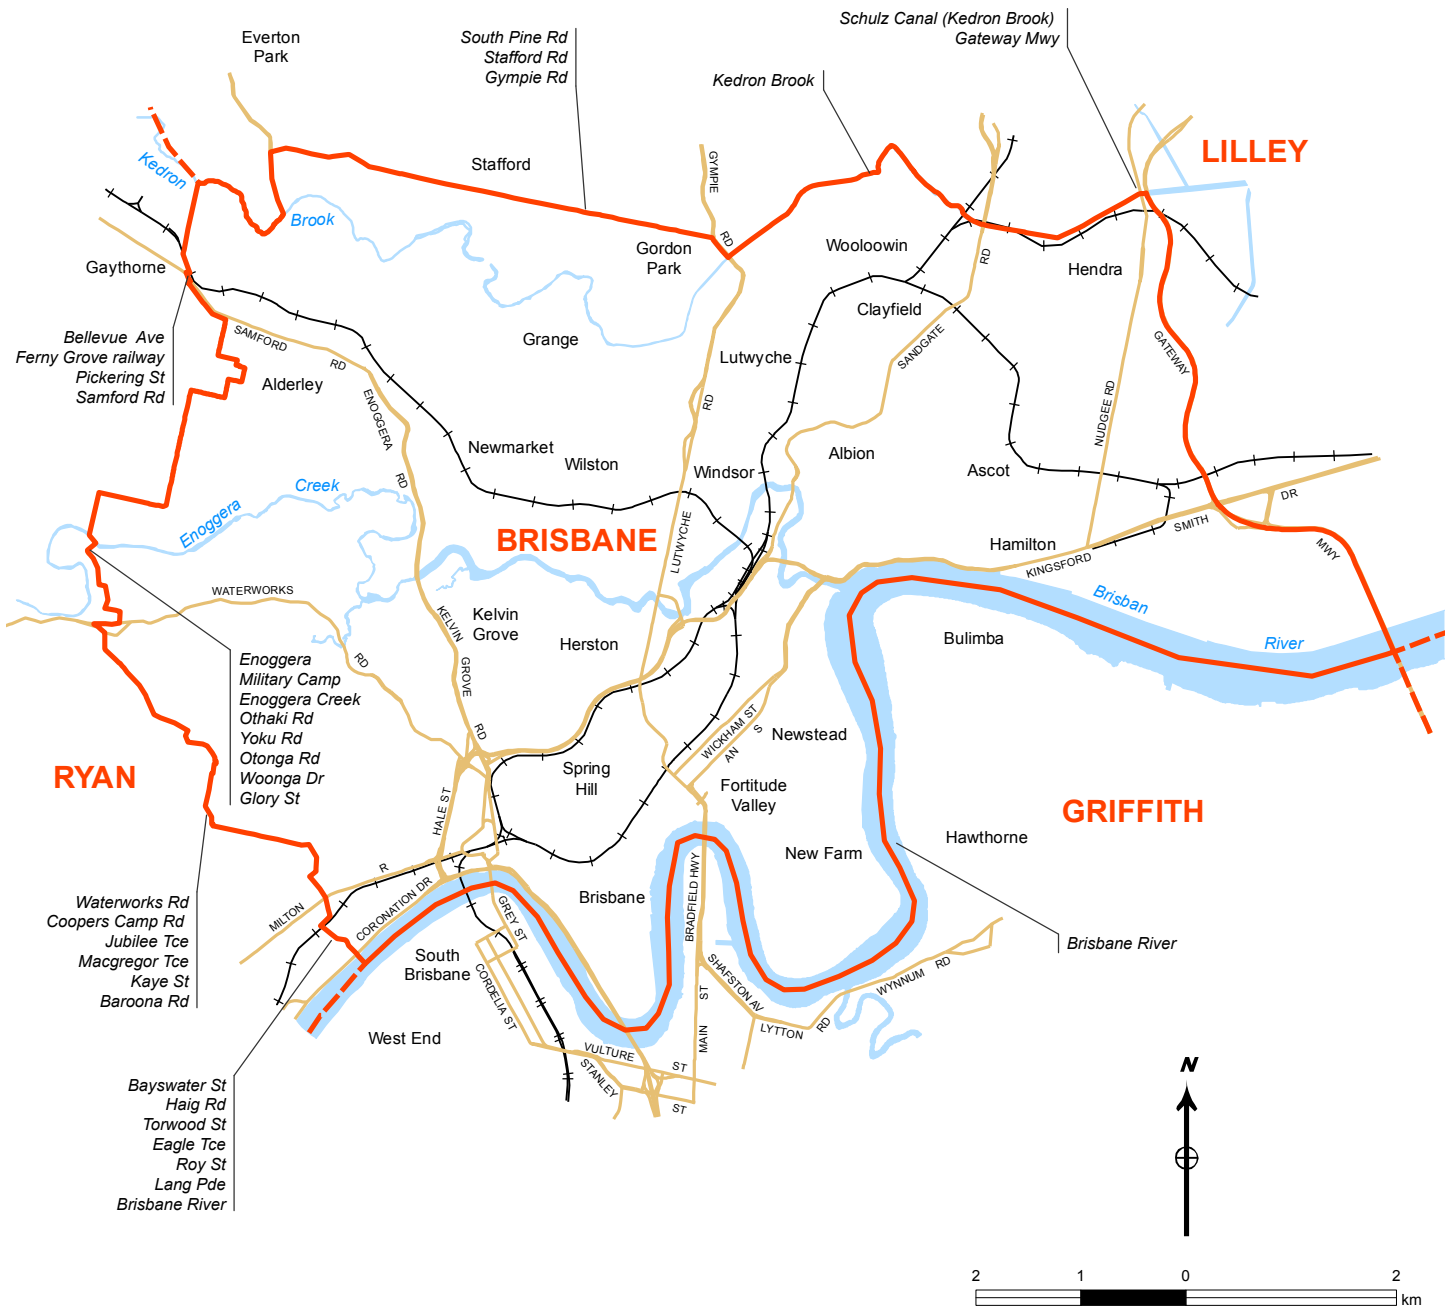 Schulz Canal (Kedron Brook)
Gateway Mwy
Everton
Park
South Pine Rd
Stafford Rd
Gympie Rd
Kedron Brook
LILLEY
Kedron
Brook
Stafford
GYMPIE
RD
Gordon
Park
Wooloowin
RD
Hendra
Gaythorne
Clayfield
Bellevue Ave
Ferny Grove railway
Pickering St
Samford Rd
SAMFORD
RD
Grange
Lutwyche
SANDGATE
GATEWAY
Alderley
ENOGGERA
RD
RD
NUDGEE RD
Newmarket
Wilston
Windsor
Albion
Ascot
Enoggera
Creek
BRISBANE
LUTWYCHE
DR
SMITH
KINGSFORD
MWY
Hamilton
WATERWORKS
RD
KELVIN
GROVE
RD
Kelvin
Grove
Herston
Brisban
River
Bulimba
Enoggera
Military Camp
Enoggera Creek
Othaki Rd
Yoku Rd
Otonga Rd
Woonga Dr
Glory St
RYAN
WICKHAM ST
AN
S
Newstead
Spring
Hill
Fortitude
Valley
HALE ST
GRIFFITH
Hawthorne
New Farm
BRADFIELD HWY
R
MILTON
CORONATION DR
GREY ST
Brisbane
Waterworks Rd
Coopers Camp Rd
Jubilee Tce
Macgregor Tce
Kaye St
Baroona Rd
Brisbane River
South
Brisbane
CORDELIA ST
SHAFSTON AV
WYNNUM
RD
LYTTON
RD
MAIN
ST
West End
VULTURE
ST
STANLEY
ST
Bayswater St
Haig Rd
Torwood St
Eagle Tce
Roy St
Lang Pde
Brisbane River
N
2
1
0
2
km